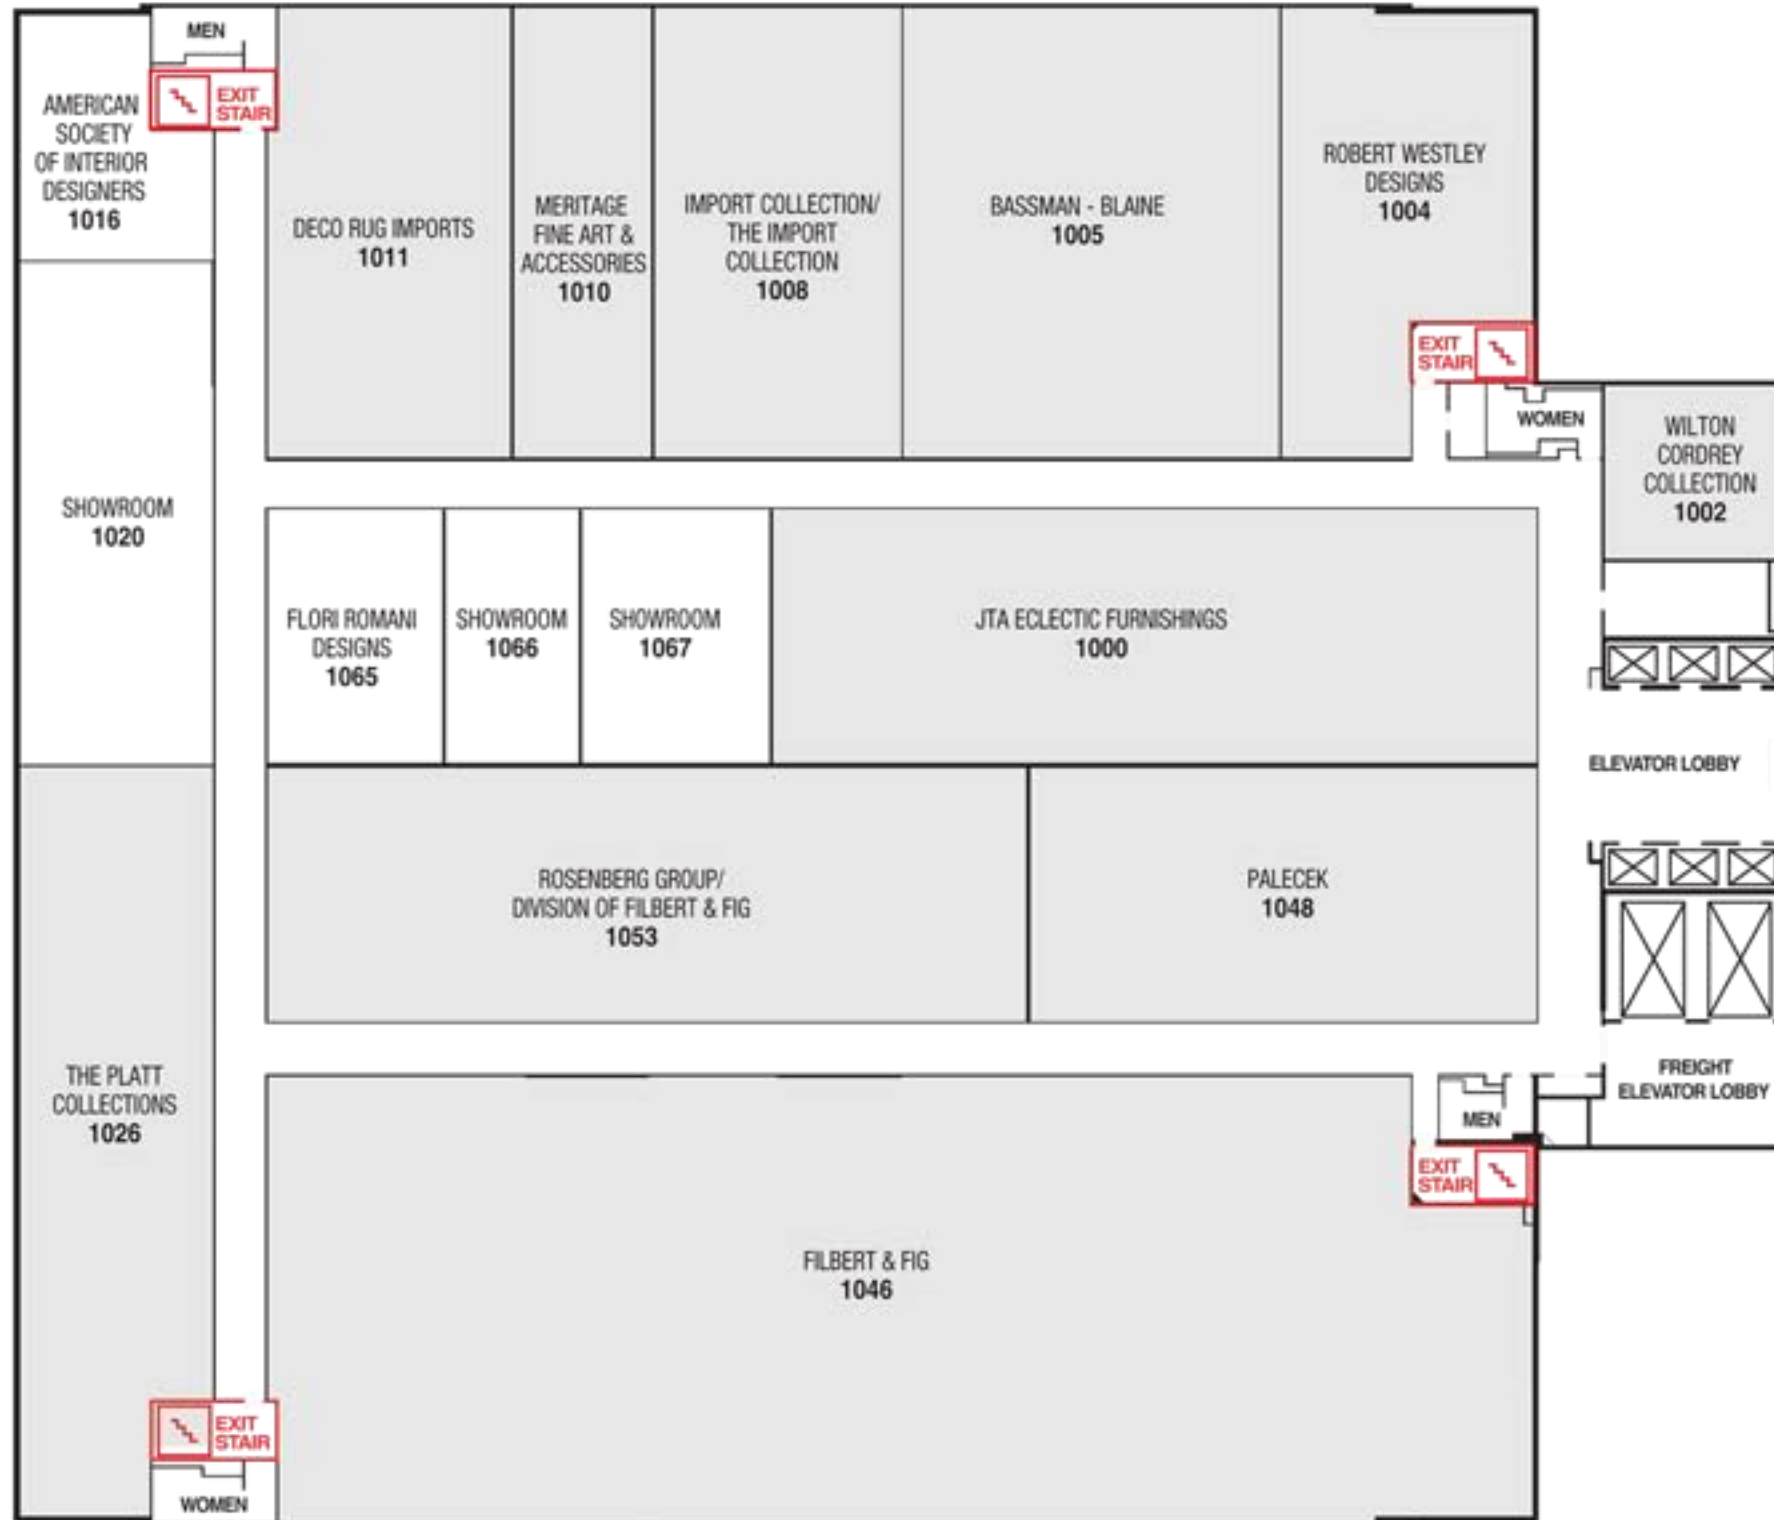 MEN
EXIT
STAIR
AMERICAN
SOCIETY
OF INTERIOR
DESIGNERS
1016
DECO RUG IMPORTS
1011
MERITAGE
FINE ART &
ACCESSORIES
1010
IMPORT COLLECTION/
THE IMPORT
COLLECTION
1008
BASSMAN - BLAINE
1005
ROBERT WESTLEY
DESIGNS
1004
EXIT
STAIR
WOMEN
WILTON
CORDREY
COLLECTION
1002
SHOWROOM
1020
FLORI ROMANI
DESIGNS
1065
SHOWROOM
1066
SHOWROOM
1067
JTA ECLECTIC FURNISHINGS
1000
ELEVATOR LOBBY
ROSENBERG GROUP/
DIVISION OF FILBERT & FIG
1053
PALECEK
1048
THE PLATT
COLLECTIONS
1026
FREIGHT
ELEVATOR LOBBY
MEN
EXIT
STAIR
FILBERT & FIG
1046
EXIT
STAIR
WOMEN